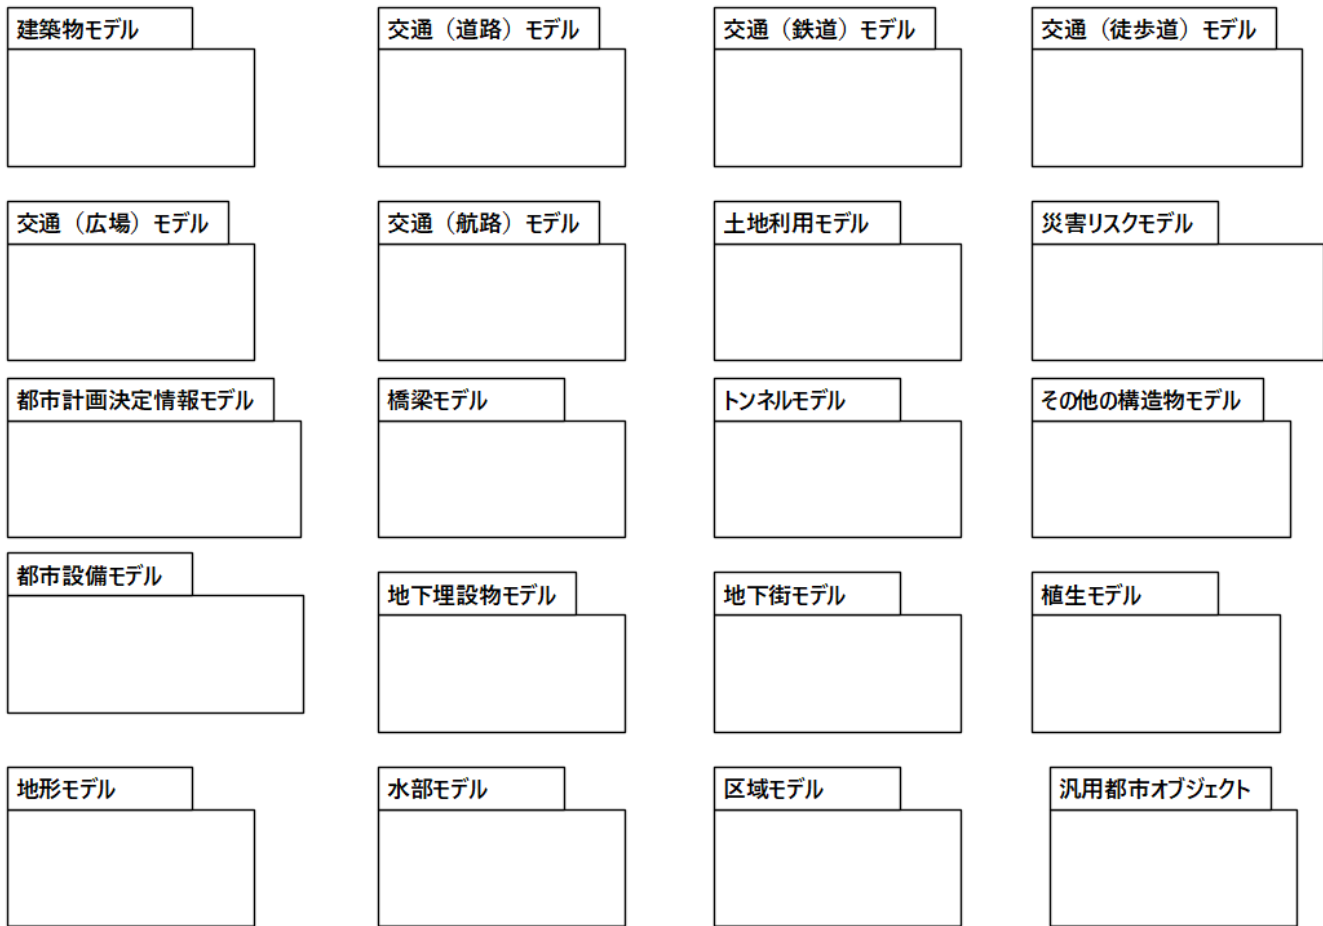 建築物モデル
交通（道路）モデル
交通（鉄道）モデル
交通（徒歩道）モデル
交通（広場）モデル
交通（航路）モデル
土地利用モデル
災害リスクモデル
都市計画決定情報モデル
橋梁モデル
トンネルモデル
その他の構造物モデル
都市設備モデル
地下埋設物モデル
地下街モデル
植生モデル
地形モデル
水部モデル
区域モデル
汎用都市オブジェクト